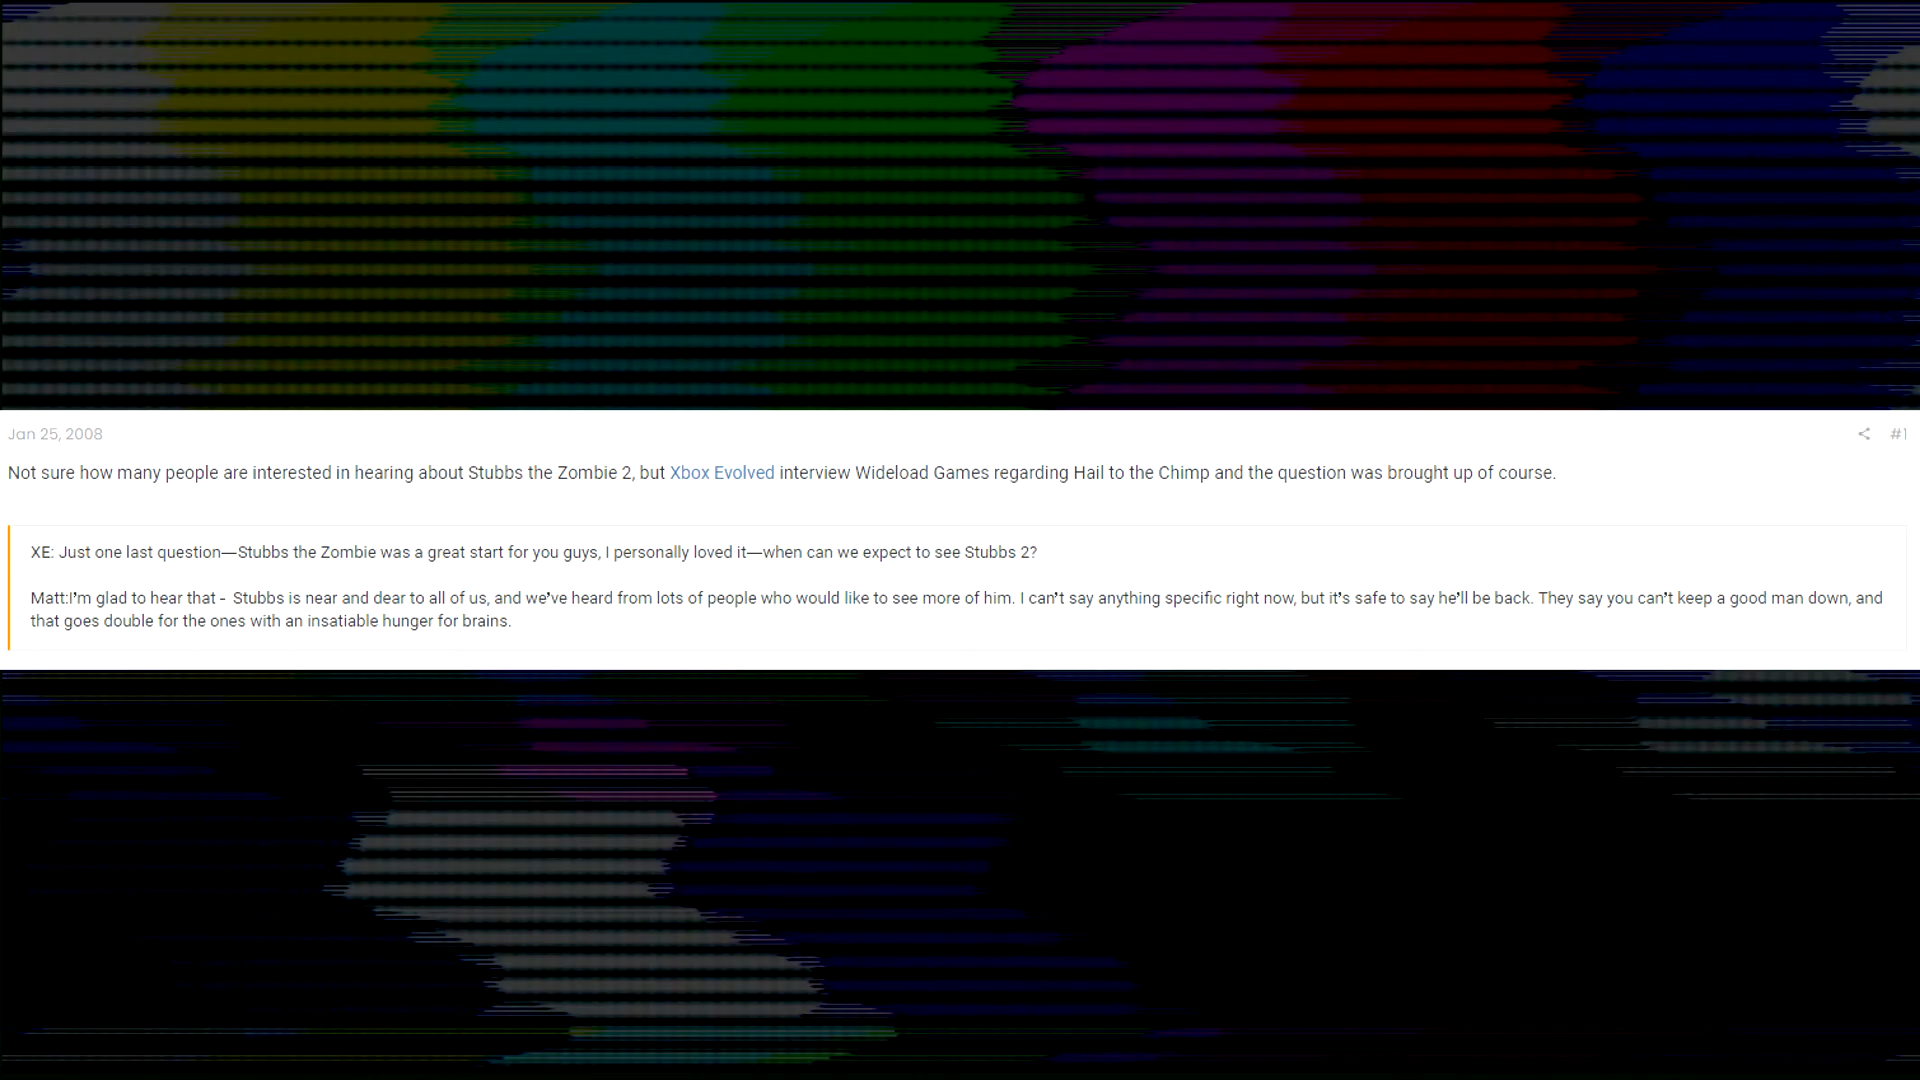 Jan 25, 2008
#1
Not sure how many people are interested in hearing about Stubbs the Zombie 2, but Xbox Evolved interview Wideload Games regarding Hail to the Chimp and the question was brought up of course.
XE: Just one last question—Stubbs the Zombie was a great start for you guys, I personally loved it—when can we expect to see Stubbs 2?
Matt:I’m glad to hear that - Stubbs is near and dear to all of us, and we’ve heard from lots of people who would like to see more of him. I can’t say anything specific right now, but it’s safe to say he’ll be back. They say you can’t keep a good man down, and
that goes double for the ones with an insatiable hunger for brains.